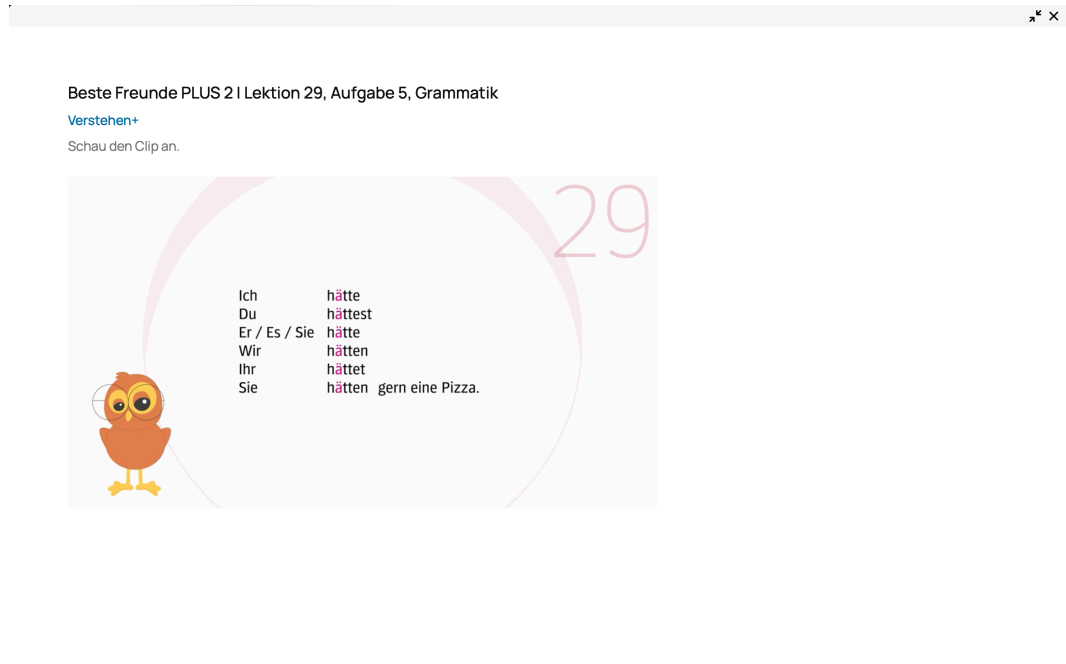 Beste Freunde PLUS 2 | Lektion 29, Aufgabe 5, Grammatik
Verstehen+
Schau den Clip an.
29
Ich hätte
Du hättest
Er / Es / Sie hätte
Wir hätten
Ihr hättet
Sie hätten gern eine Pizza.